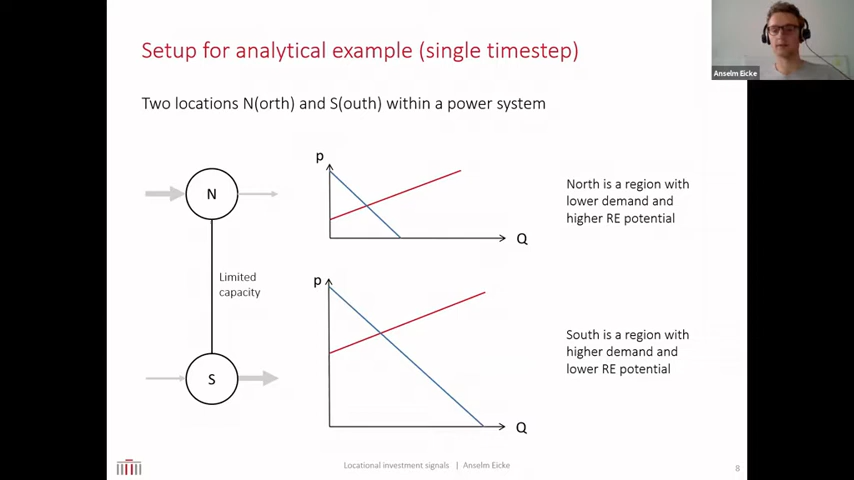 Setup for analytical example (single timestep)
Anselm Eicke
Two locations N(orth) and S(outh) within a power system
N
p
Q
North is a region with
lower demand and
higher RE potential
Limited
capacity
S
p
Q
South is a region with
higher demand and
lower RE potential
Locational investment signals | Anselm Eicke
8